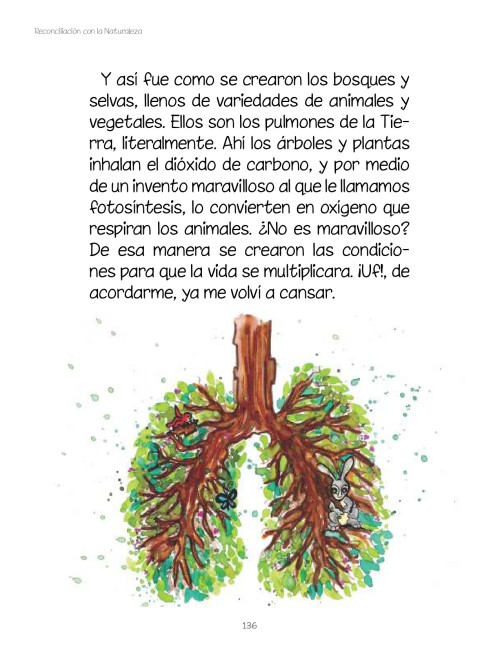 Reconciliación con la Naturaleza
Y así fue como se crearon los bosques y
selvas, llenos de variedades de animales y
vegetales. Ellos son los pulmones de la Tie-
rra, literalmente. Ahí los árboles y plantas
inhalan el dióxido de carbono, y por medio
de un invento maravilloso al que le llamamos
fotosíntesis, lo convierten en oxígeno que
respiran los animales. ¿No es maravilloso?
De esa manera se crearon las condicio-
nes para que la vida se multiplicara. ¡Uf!, de
acordarme, ya me volví a cansar.
136